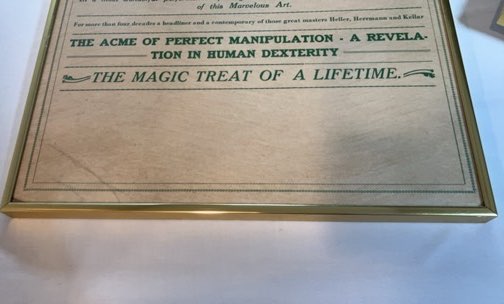 of this Marvelous Art.
For more than four decades a headliner and a contemporary of those great masters Heller, Herrmann and Kellar
THE ACME OF PERFECT MANIPULATION - A REVELA-
TION IN HUMAN DEXTERITY
THE MAGIC TREAT OF A LIFETIME.